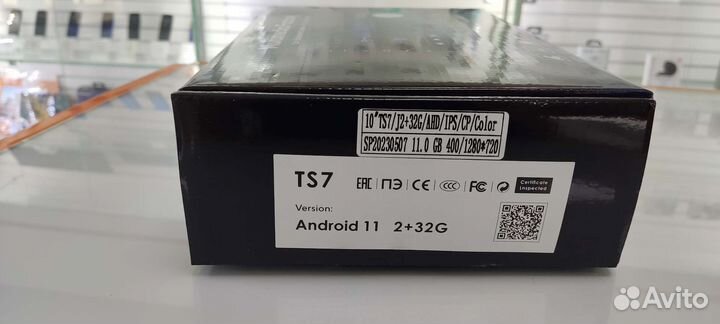 10"TS7/J2+32G/AHD/IPS/CP/Color
SP20230507 11.0 GB 400/1280*720
TS7 EAC ПЭ CE CCC FC Certificate Inspected
Version:
Android 11 2+32G
Avito